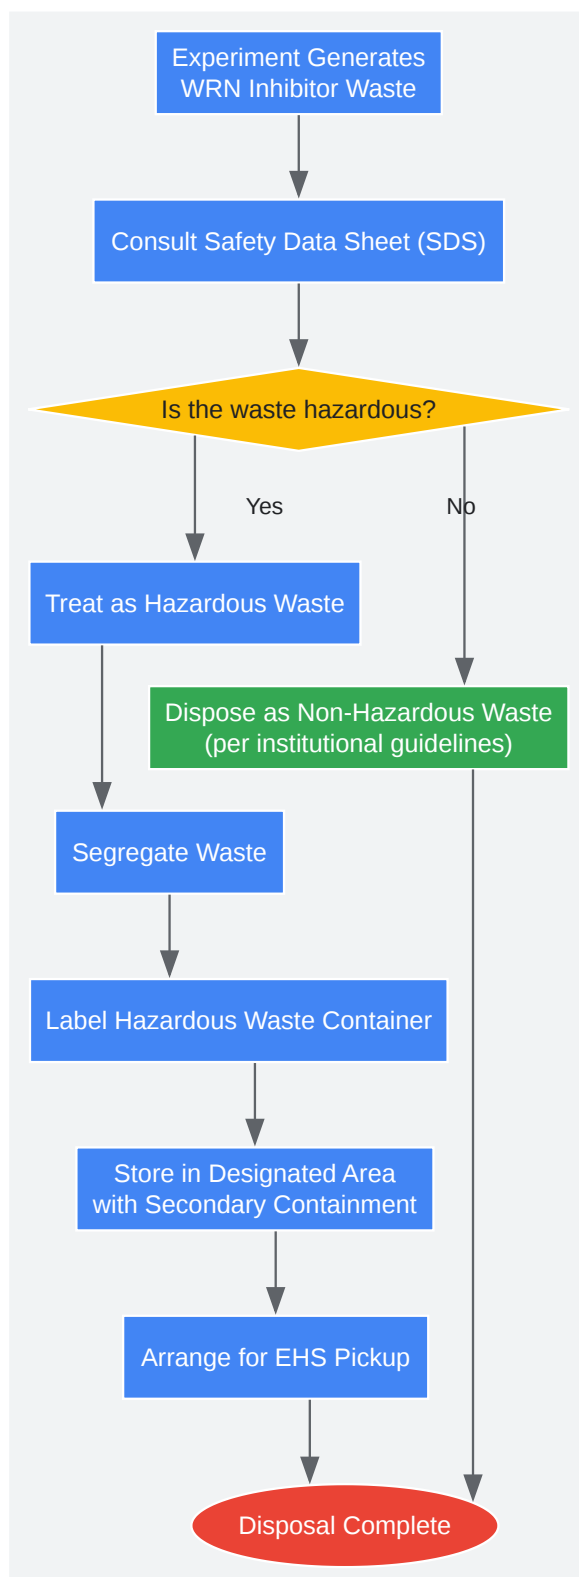 Experiment Generates
WRN Inhibitor Waste
Consult Safety Data Sheet (SDS)
Is the waste hazardous?
Yes
No
Treat as Hazardous Waste
Dispose as Non-Hazardous Waste
(per institutional guidelines)
Segregate Waste
Label Hazardous Waste Container
Store in Designated Area
with Secondary Containment
Arrange for EHS Pickup
Disposal Complete